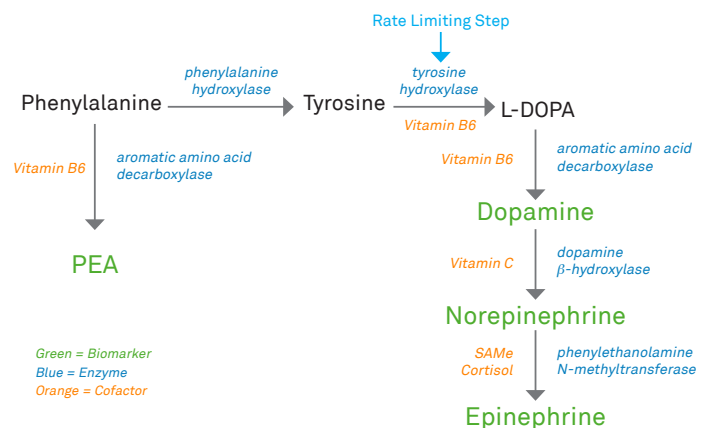 Rate Limiting Step
phenylalanine
hydroxylase
tyrosine
hydroxylase
Phenylalanine
Tyrosine
L-DOPA
Vitamin B6
Vitamin B6
aromatic amino acid
decarboxylase
Vitamin B6
aromatic amino acid
decarboxylase
Dopamine
PEA
Vitamin C
dopamine
β-hydroxylase
Norepinephrine
Green = Biomarker
Blue = Enzyme
Orange = Cofactor
SAMe
Cortisol
phenylethanolamine
N-methyltransferase
Epinephrine